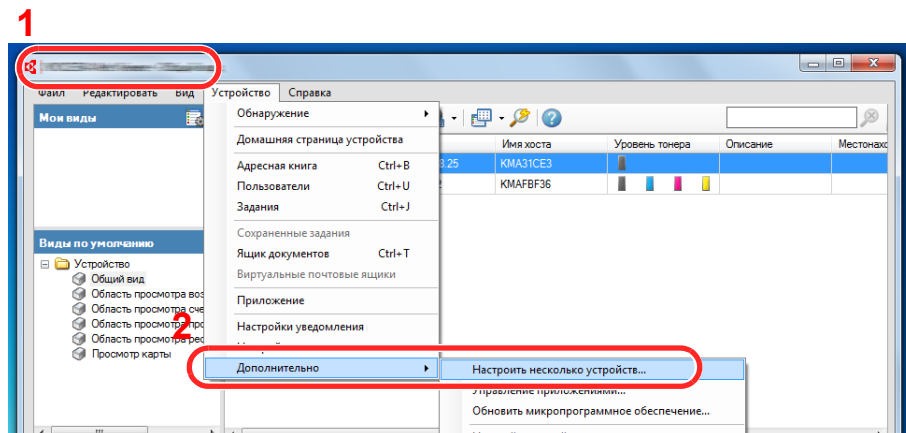 1
Файл Редактировать Вид Устройство Справка
Мои виды
Обнаружение
Домашняя страница устройства
Адресная книга Ctrl+B
Пользователи Ctrl+U
Задания Ctrl+J
Сохраненные задания
Ящик документов Ctrl+T
Виртуальные почтовые ящики
Приложение
Настройки уведомления
Дополнительно
Настроить несколько устройств...
Управление приложениями...
Обновить микропрограммное обеспечение...
Имя хоста Уровень тонера Описание
3.25 KMA31CE3
KMAFBF36
Виды по умолчанию
Устройство
Общий вид
Область просмотра
Область просмотра
Область просмотра
Область просмотра
Просмотр карты
2